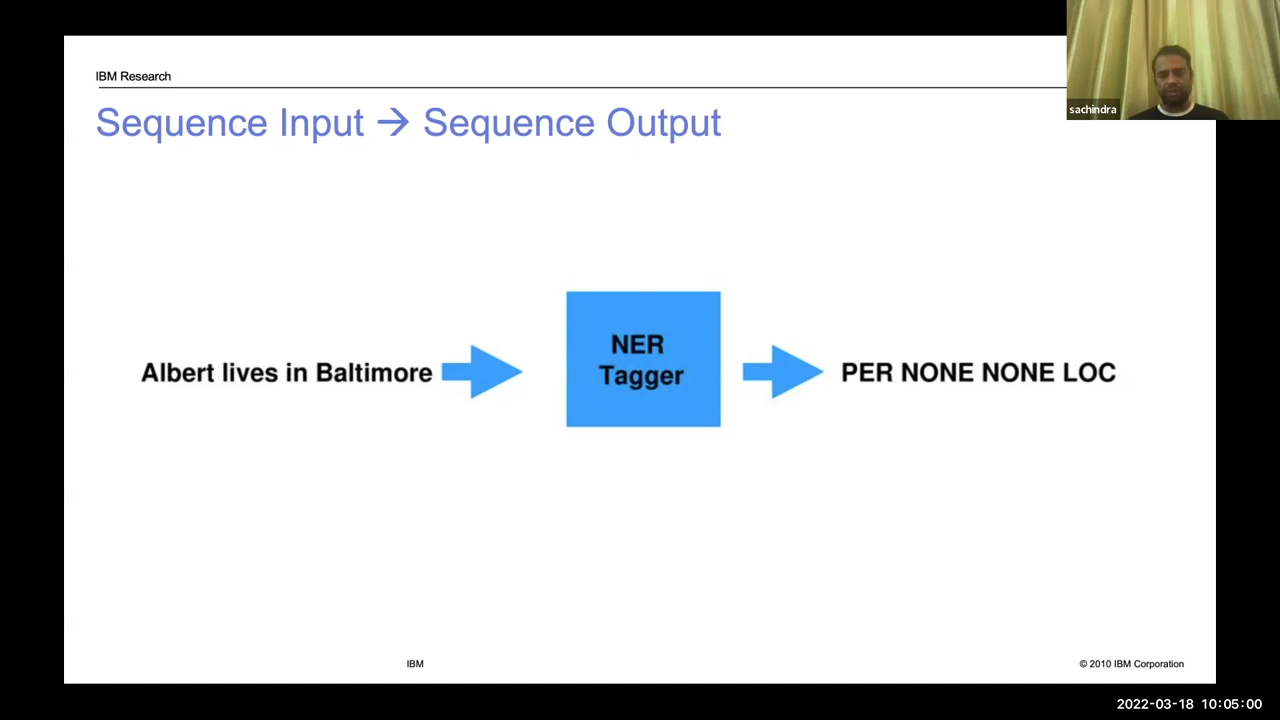 IBM Research
sachindra
Sequence Input → Sequence Output
NER
Tagger
Albert lives in Baltimore
PER NONE NONE LOC
IBM
© 2010 IBM Corporation
2022-03-18 10:05:00